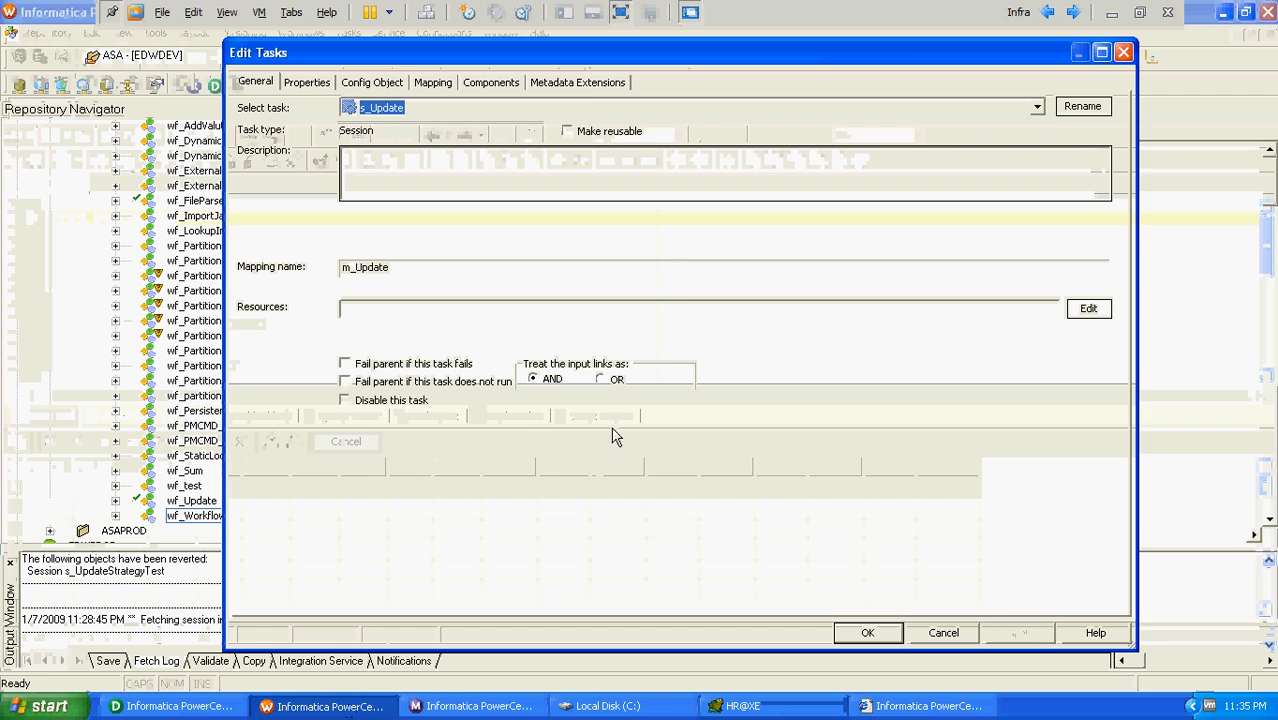 Informatica Powe
File Edit View VM Tabs Help
Infra
ASA - [EDWDEV]
Edit Tasks
General Properties Config Object Mapping Components Metadata Extensions
Repository Navigator
Select task: s_Update Rename
Task type: Session Make reusable
Description:
Mapping name: m_Update
Resources: Edit
Fail parent if this task fails
Treat the input links as:
Fail parent if this task does not run
AND OR
Disable this task
Cancel
wf_AddValu
wf_Dynamic
wf_Dynamic
wf_External
wf_External
wf_FileParse
wf_ImportJa
wf_LookupIn
wf_Partition
wf_Partition
wf_Partition
wf_Partition
wf_Partition
wf_Partition
wf_Partition
wf_Partition
wf_Partition
wf_partition
wf_Persister
wf_PMCMD_
wf_PMCMD_
wf_StaticLoo
wf_Sum
wf_test
wf_Update
wf_Workflow
ASAPROD
The following objects have been reverted:
Session s_UpdateStrategyTest
1/7/2009 11:28:45 PM ** Fetching session in
Output Window
OK Cancel Help
Save Fetch Log Validate Copy Integration Service Notifications
Ready CAPS NUM INS
start Informatica PowerCe... Informatica PowerCe... Informatica PowerCe... Local Disk (C:) HR@XE Informatica PowerCe... 11:35 PM